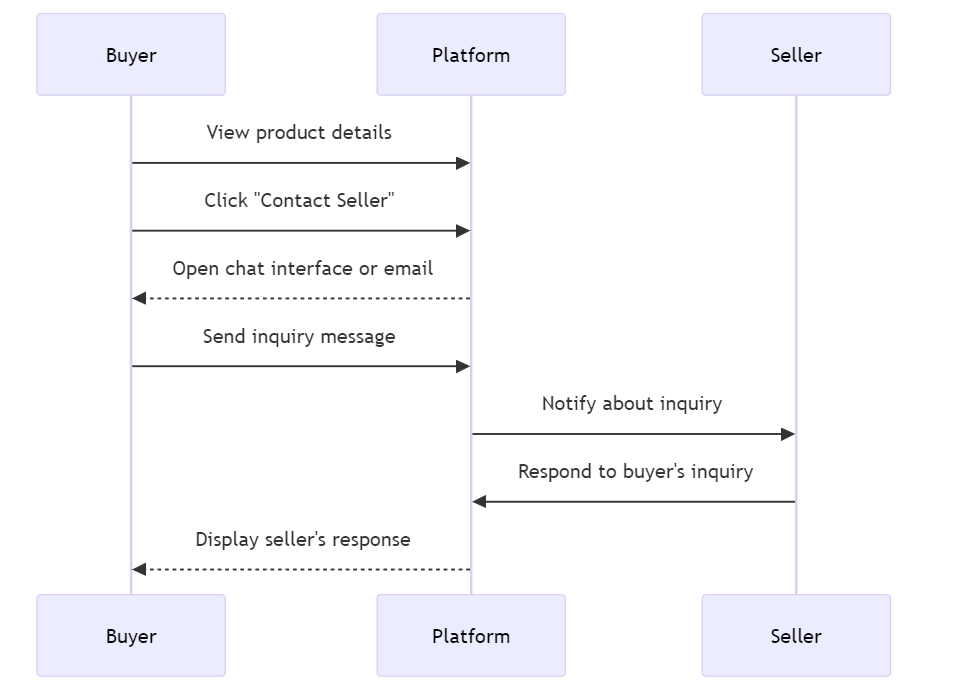 Buyer
Platform
Seller
View product details
Click "Contact Seller"
Open chat interface or email
Send inquiry message
Notify about inquiry
Respond to buyer's inquiry
Display seller's response
Buyer
Platform
Seller